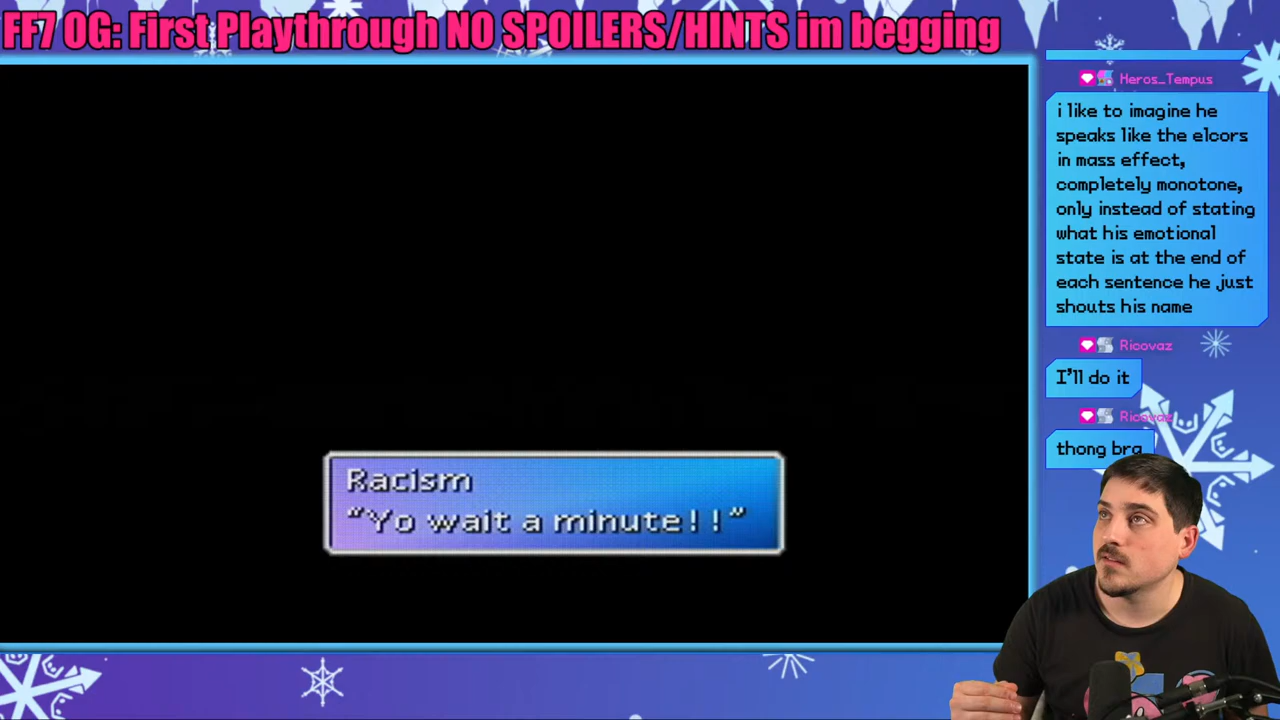 FF7 OG: First Playthrough NO SPOILERS/HINTS im begging
Heros_Tempus
i like to imagine he
speaks like the elcors
in mass effect,
completely monotone,
only instead of stating
what his emotional
state is at the end of
each sentence he just
shouts his name
Ricovaz
I'll do it
Ricovaz
thong bra
Racism
“Yo wait a minute!!”